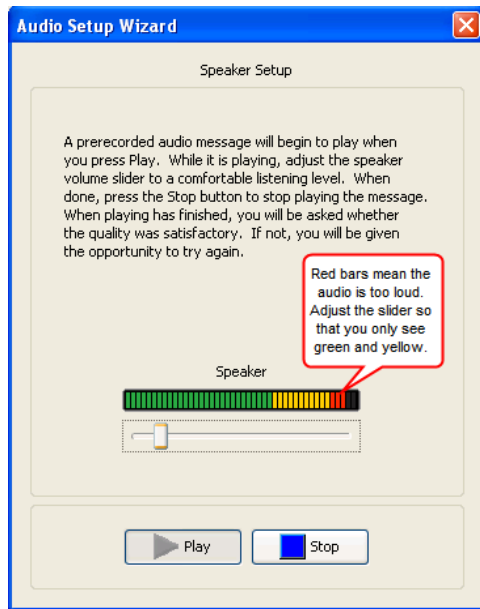 Audio Setup Wizard
Speaker Setup
A prerecorded audio message will begin to play when
you press Play. While it is playing, adjust the speaker
volume slider to a comfortable listening level. When
done, press the Stop button to stop playing the message.
When playing has finished, you will be asked whether
the quality was satisfactory. If not, you will be given
the opportunity to try again.
Red bars mean the
audio is too loud.
Adjust the slider so
that you only see
green and yellow.
Speaker
Play
Stop